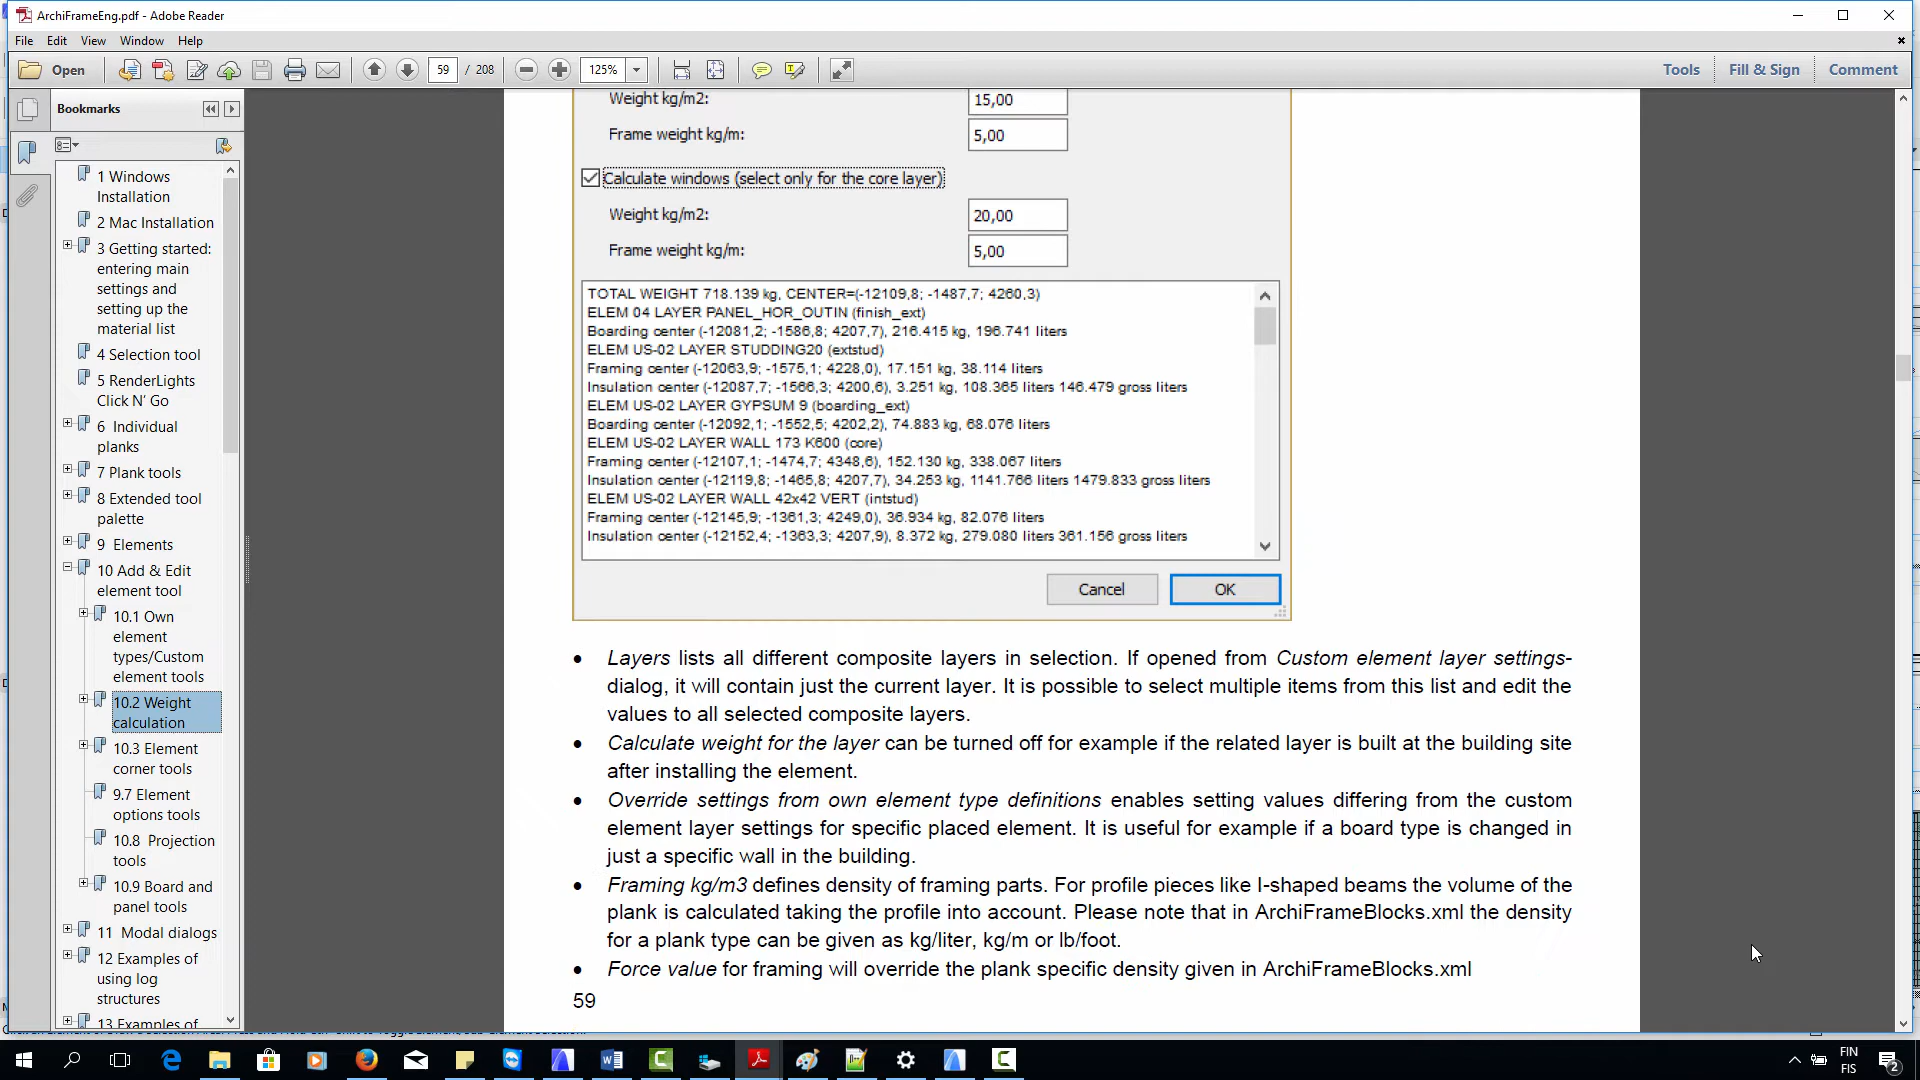 ArchiFrameEng.pdf - Adobe Reader
File Edit View Window Help
Open 59 / 208 125% Tools Fill & Sign Comment
Bookmarks
1 Windows
Installation
2 Mac Installation
3 Getting started:
entering main
settings and
setting up the
material list
4 Selection tool
5 RenderLights
Click N' Go
6 Individual
planks
7 Plank tools
8 Extended tool
palette
9 Elements
10 Add & Edit
element tool
10.1 Own
element
types/Custom
element tools
10.2 Weight
calculation
10.3 Element
corner tools
9.7 Element
options tools
10.8 Projection
tools
10.9 Board and
panel tools
11 Modal dialogs
12 Examples of
using log
structures
13 Examples of
Weight kg/m2: 15,00
Frame weight kg/m: 5,00
Calculate windows (select only for the core layer)
Weight kg/m2: 20,00
Frame weight kg/m: 5,00
TOTAL WEIGHT 718.139 kg, CENTER=(-12109,8; -1487,7; 4260,3)
ELEM 04 LAYER PANEL_HOR_OUTIN (finish_ext)
Boarding center (-12081,2; -1586,8; 4207,7), 216.415 kg, 196.741 liters
ELEM US-02 LAYER STUDDING20 (extstud)
Framing center (-12063,9; -1575,1; 4228,0), 17.151 kg, 38.114 liters
Insulation center (-12087,7; -1566,3; 4200,6), 3.251 kg, 108.365 liters 146.479 gross liters
ELEM US-02 LAYER GYPSUM 9 (boarding_ext)
Boarding center (-12092,1; -1552,5; 4202,2), 74.883 kg, 68.076 liters
ELEM US-02 LAYER WALL 173 K600 (core)
Framing center (-12107,1; -1474,7; 4348,6), 152.130 kg, 338.067 liters
Insulation center (-12119,8; -1465,8; 4207,7), 34.253 kg, 1141.766 liters 1479.833 gross liters
ELEM US-02 LAYER WALL 42x42 VERT (intstud)
Framing center (-12145,9; -1361,3; 4249,0), 36.934 kg, 82.076 liters
Insulation center (-12152,4; -1363,3; 4207,9), 8.372 kg, 279.080 liters 361.156 gross liters
Cancel OK
• Layers lists all different composite layers in selection. If opened from Custom element layer settings-
dialog, it will contain just the current layer. It is possible to select multiple items from this list and edit the
values to all selected composite layers.
• Calculate weight for the layer can be turned off for example if the related layer is built at the building site
after installing the element.
• Override settings from own element type definitions enables setting values differing from the custom
element layer settings for specific placed element. It is useful for example if a board type is changed in
just a specific wall in the building.
• Framing kg/m3 defines density of framing parts. For profile pieces like I-shaped beams the volume of the
plank is calculated taking the profile into account. Please note that in ArchiFrameBlocks.xml the density
for a plank type can be given as kg/liter, kg/m or lb/foot.
• Force value for framing will override the plank specific density given in ArchiFrameBlocks.xml
59
FIN
FIS
2